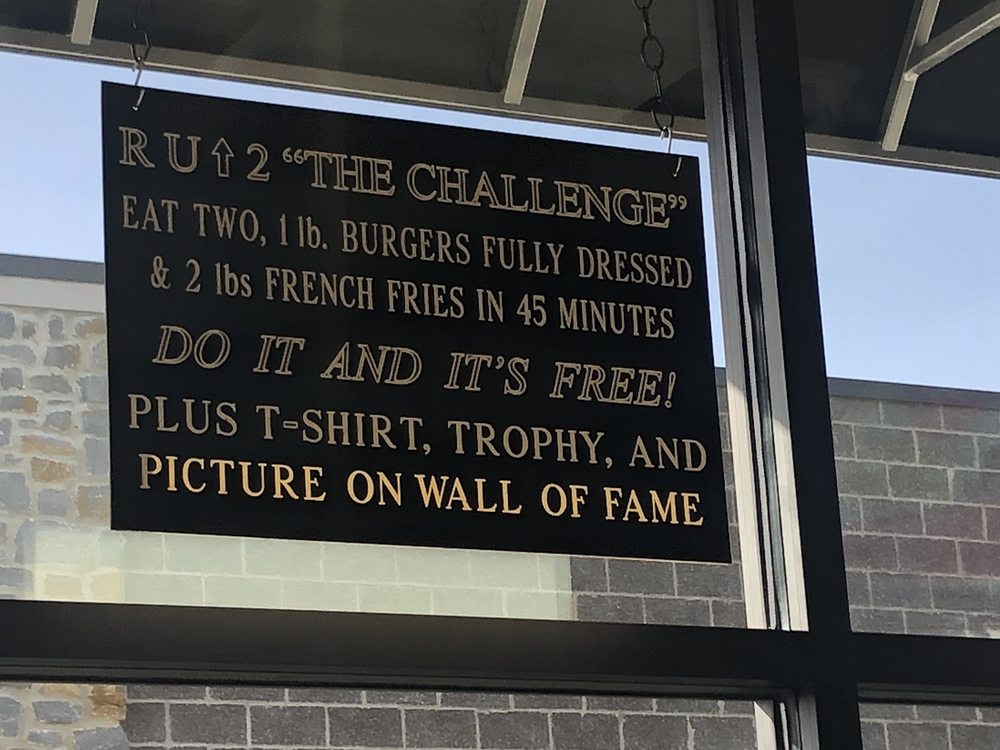 R U ⇧ 2 “THE CHALLENGE”
EAT TWO, 1 lb. BURGERS FULLY DRESSED
& 2 lbs FRENCH FRIES IN 45 MINUTES
DO IT AND IT’S FREE!
PLUS T-SHIRT, TROPHY, AND
PICTURE ON WALL OF FAME